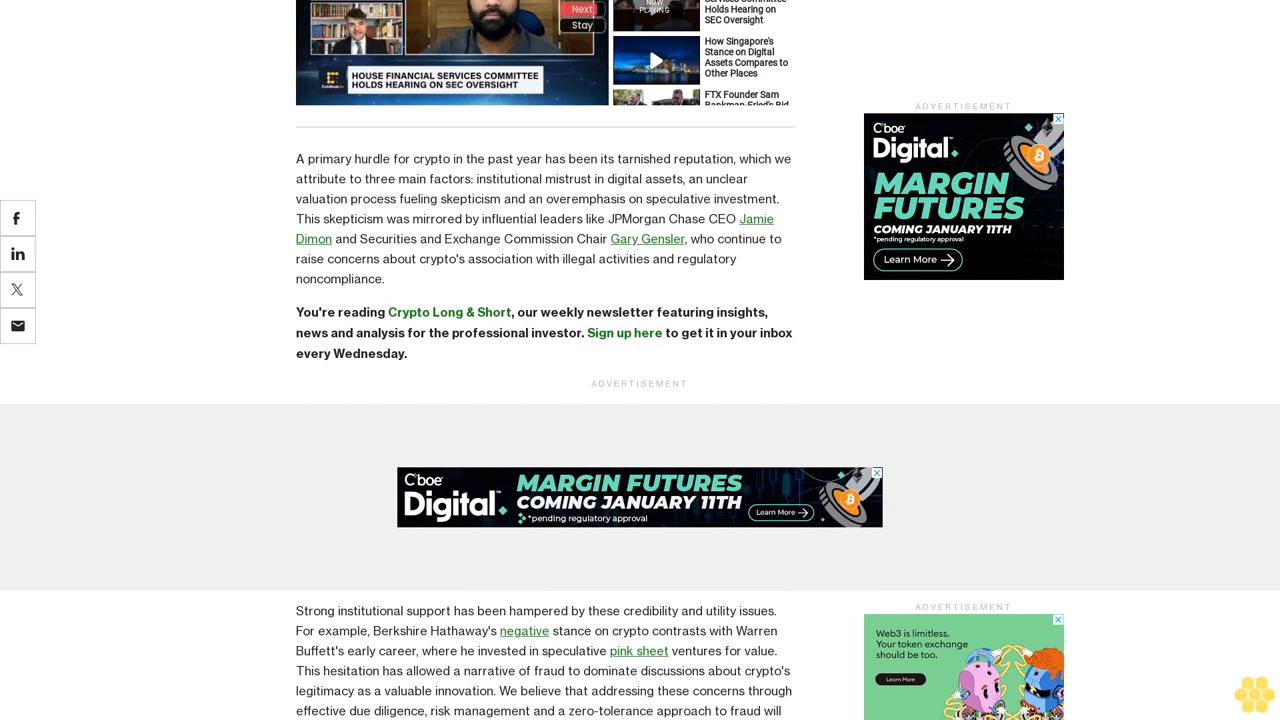 Next
Stay
HOUSE FINANCIAL SERVICES COMMITTEE
HOLDS HEARING ON SEC OVERSIGHT
NOW
PLAYING
Services Committee
Holds Hearing on
SEC Oversight
How Singapore's
Stance on Digital
Assets Compares to
Other Places
FTX Founder Sam
Bankman-Fried's Bid
A primary hurdle for crypto in the past year has been its tarnished reputation, which we
attribute to three main factors: institutional mistrust in digital assets, an unclear
valuation process fueling skepticism and an overemphasis on speculative investment.
This skepticism was mirrored by influential leaders like JPMorgan Chase CEO Jamie
Dimon and Securities and Exchange Commission Chair Gary Gensler, who continue to
raise concerns about crypto's association with illegal activities and regulatory
noncompliance.
You're reading Crypto Long & Short, our weekly newsletter featuring insights,
news and analysis for the professional investor. Sign up here to get it in your inbox
every Wednesday.
ADVERTISEMENT
Cboe
Digital™
MARGIN
FUTURES
COMING JANUARY 11TH
*pending regulatory approval
Learn More
ADVERTISEMENT
Cboe
Digital™
MARGIN FUTURES
COMING JANUARY 11TH
*pending regulatory approval
Learn More
Strong institutional support has been hampered by these credibility and utility issues.
For example, Berkshire Hathaway's negative stance on crypto contrasts with Warren
Buffett's early career, where he invested in speculative pink sheet ventures for value.
This hesitation has allowed a narrative of fraud to dominate discussions about crypto's
legitimacy as a valuable innovation. We believe that addressing these concerns through
effective due diligence, risk management and a zero-tolerance approach to fraud will
ADVERTISEMENT
Web3 is limitless.
Your token exchange
should be too.
Learn More